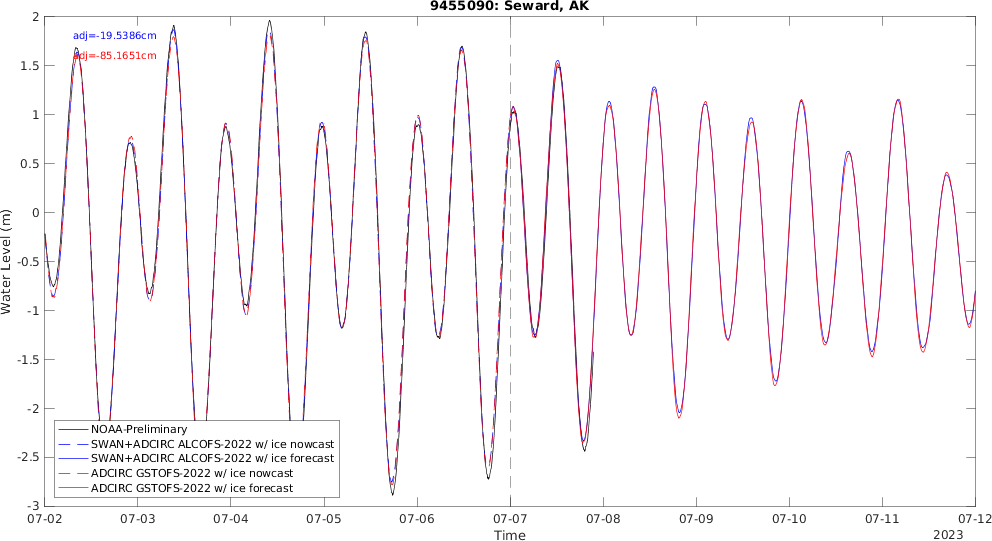 9455090: Seward, AK
adj=-19.5386cm
adj=-85.1651cm
2
1.5
1
0.5
0
-0.5
-1
-1.5
-2
-2.5
-3
Water Level (m)
NOAA-Preliminary
SWAN+ADCIRC ALCOFS-2022 w/ ice nowcast
SWAN+ADCIRC ALCOFS-2022 w/ ice forecast
ADCIRC GSTOFS-2022 w/ ice nowcast
ADCIRC GSTOFS-2022 w/ ice forecast
07-02 07-03 07-04 07-05 07-06 07-07 07-08 07-09 07-10 07-11 07-12
Time
2023